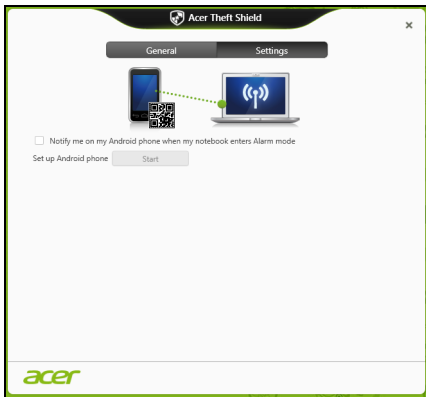 Acer Theft Shield
General Settings
Notify me on my Android phone when my notebook enters Alarm mode
Set up Android phone Start
acer